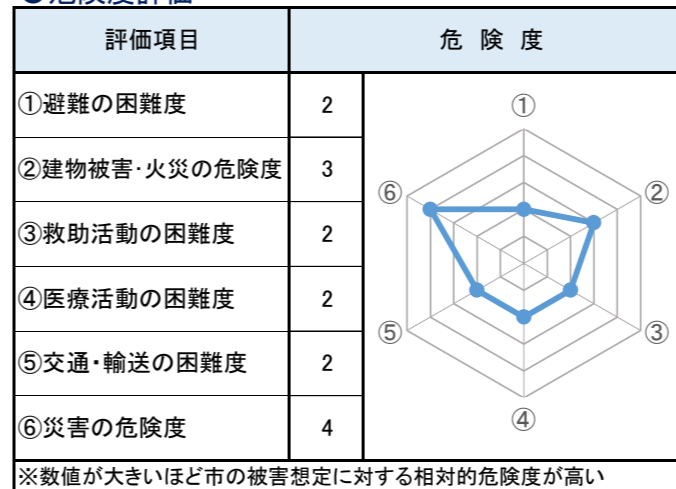 ●危険度評価
評価項目 危 険 度
①避難の困難度 2
②建物被害・火災の危険度 3
③救助活動の困難度 2
④医療活動の困難度 2
⑤交通・輸送の困難度 2
⑥災害の危険度 4
①
②
③
④
⑤
⑥
※数値が大きいほど市の被害想定に対する相対的危険度が高い